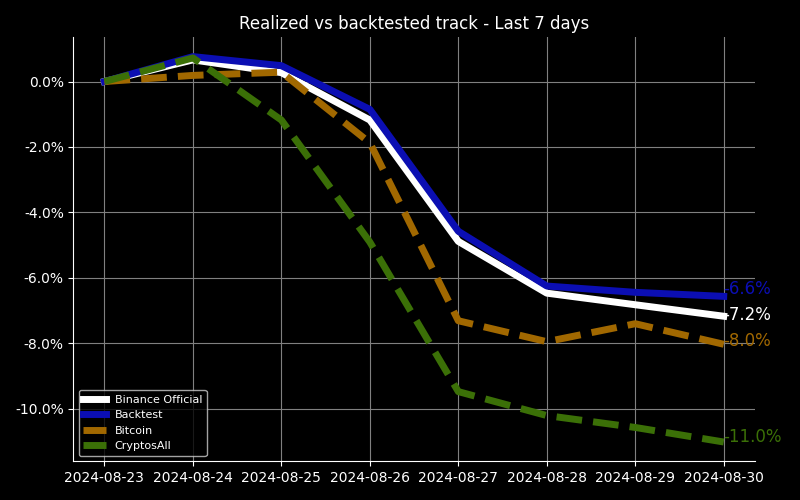 Realized vs backtested track - Last 7 days
0.0%
-2.0%
-4.0%
-6.0%
-8.0%
-10.0%
-6.6%
-7.2%
-8.0%
-11.0%
Binance Official
Backtest
Bitcoin
CryptosAll
2024-08-23 2024-08-24 2024-08-25 2024-08-26 2024-08-27 2024-08-28 2024-08-29 2024-08-30